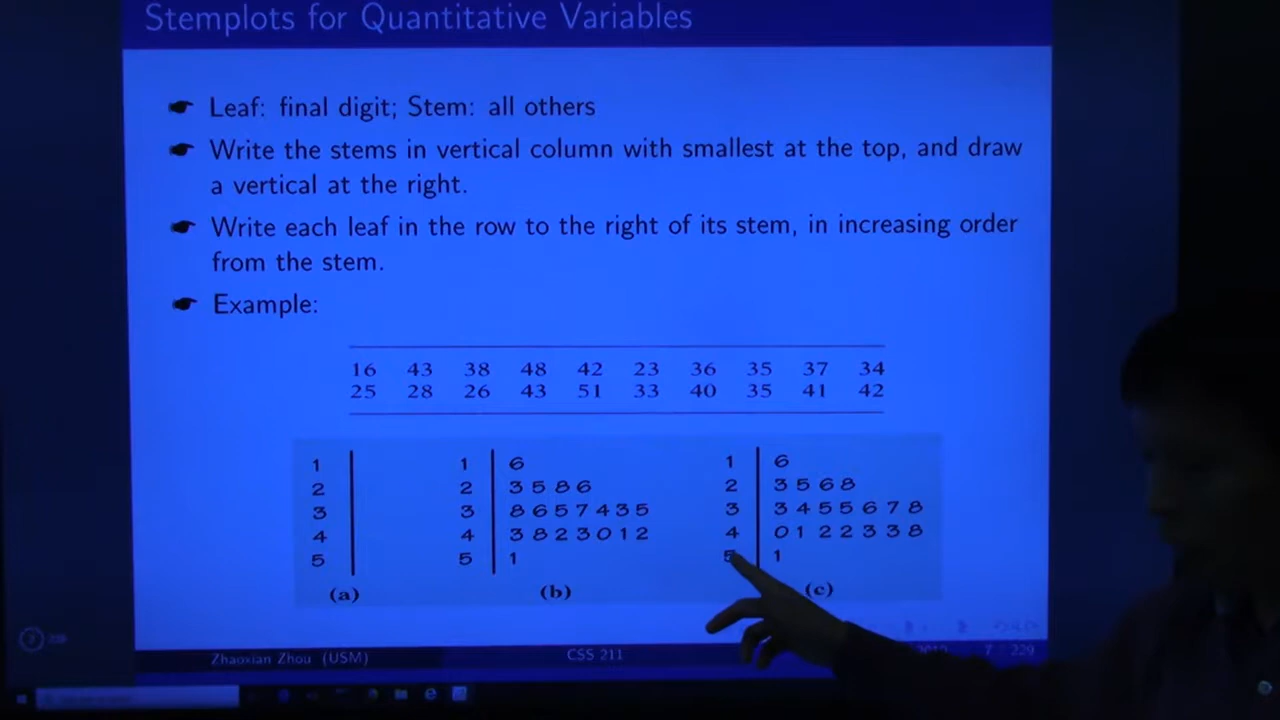 Stemplots for Quantitative Variables
Leaf: final digit; Stem: all others
Write the stems in vertical column with smallest at the top, and draw
a vertical at the right.
Write each leaf in the row to the right of its stem, in increasing order
from the stem.
Example:
16 43 38 48 42 23 36 35 37 34
25 28 26 43 51 33 40 35 41 42
1 1 6 1 6
2 2 3 5 8 6 2 3 5 6 8
3 3 8 6 5 7 4 3 5 3 3 4 5 5 6 7 8
4 4 3 8 2 3 0 1 2 4 0 1 2 2 3 3 8
5 5 1 5 1
(a) (b) (c)
Zhaoxian Zhou (USM) CSS 211 7 229